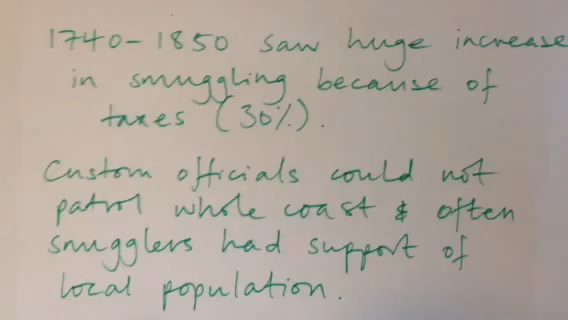 1740-1850 saw huge increase
in smuggling because of
taxes (30%).
Custom officials could not
patrol whole coast & often
smugglers had support of
local population.